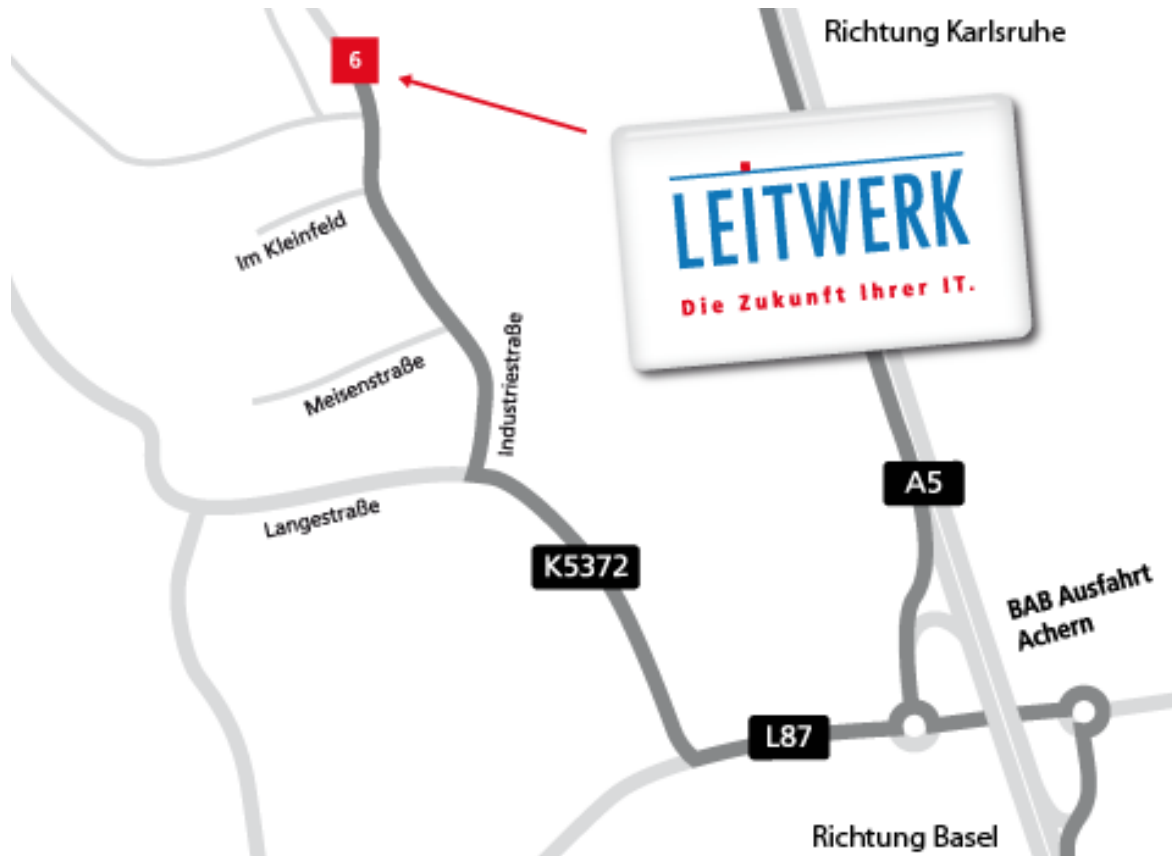 Richtung Karlsruhe
6
LEITWERK
Die Zukunft Ihrer IT.
Im Kleinfeld
Industriestraße
Meisenstraße
A5
Langestraße
K5372
BAB Ausfahrt
Achern
L87
Richtung Basel